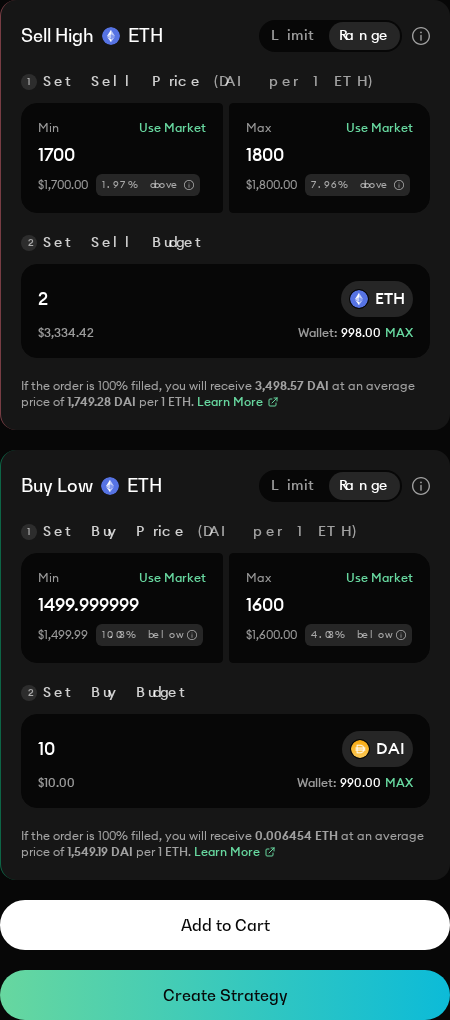 Sell High ETH Limit Range
1 Set Sell Price (DAI per 1 ETH)
Min Use Market Max Use Market
1700 1800
$1,700.00 1.97% above $1,800.00 7.96% above
2 Set Sell Budget
2 ETH
$3,334.42 Wallet: 998.00 MAX
If the order is 100% filled, you will receive 3,498.57 DAI at an average
price of 1,749.28 DAI per 1 ETH. Learn More
Buy Low ETH Limit Range
1 Set Buy Price (DAI per 1 ETH)
Min Use Market Max Use Market
1499.999999 1600
$1,499.99 10.03% below $1,600.00 4.03% below
2 Set Buy Budget
10 DAI
$10.00 Wallet: 990.00 MAX
If the order is 100% filled, you will receive 0.006454 ETH at an average
price of 1,549.19 DAI per 1 ETH. Learn More
Add to Cart
Create Strategy